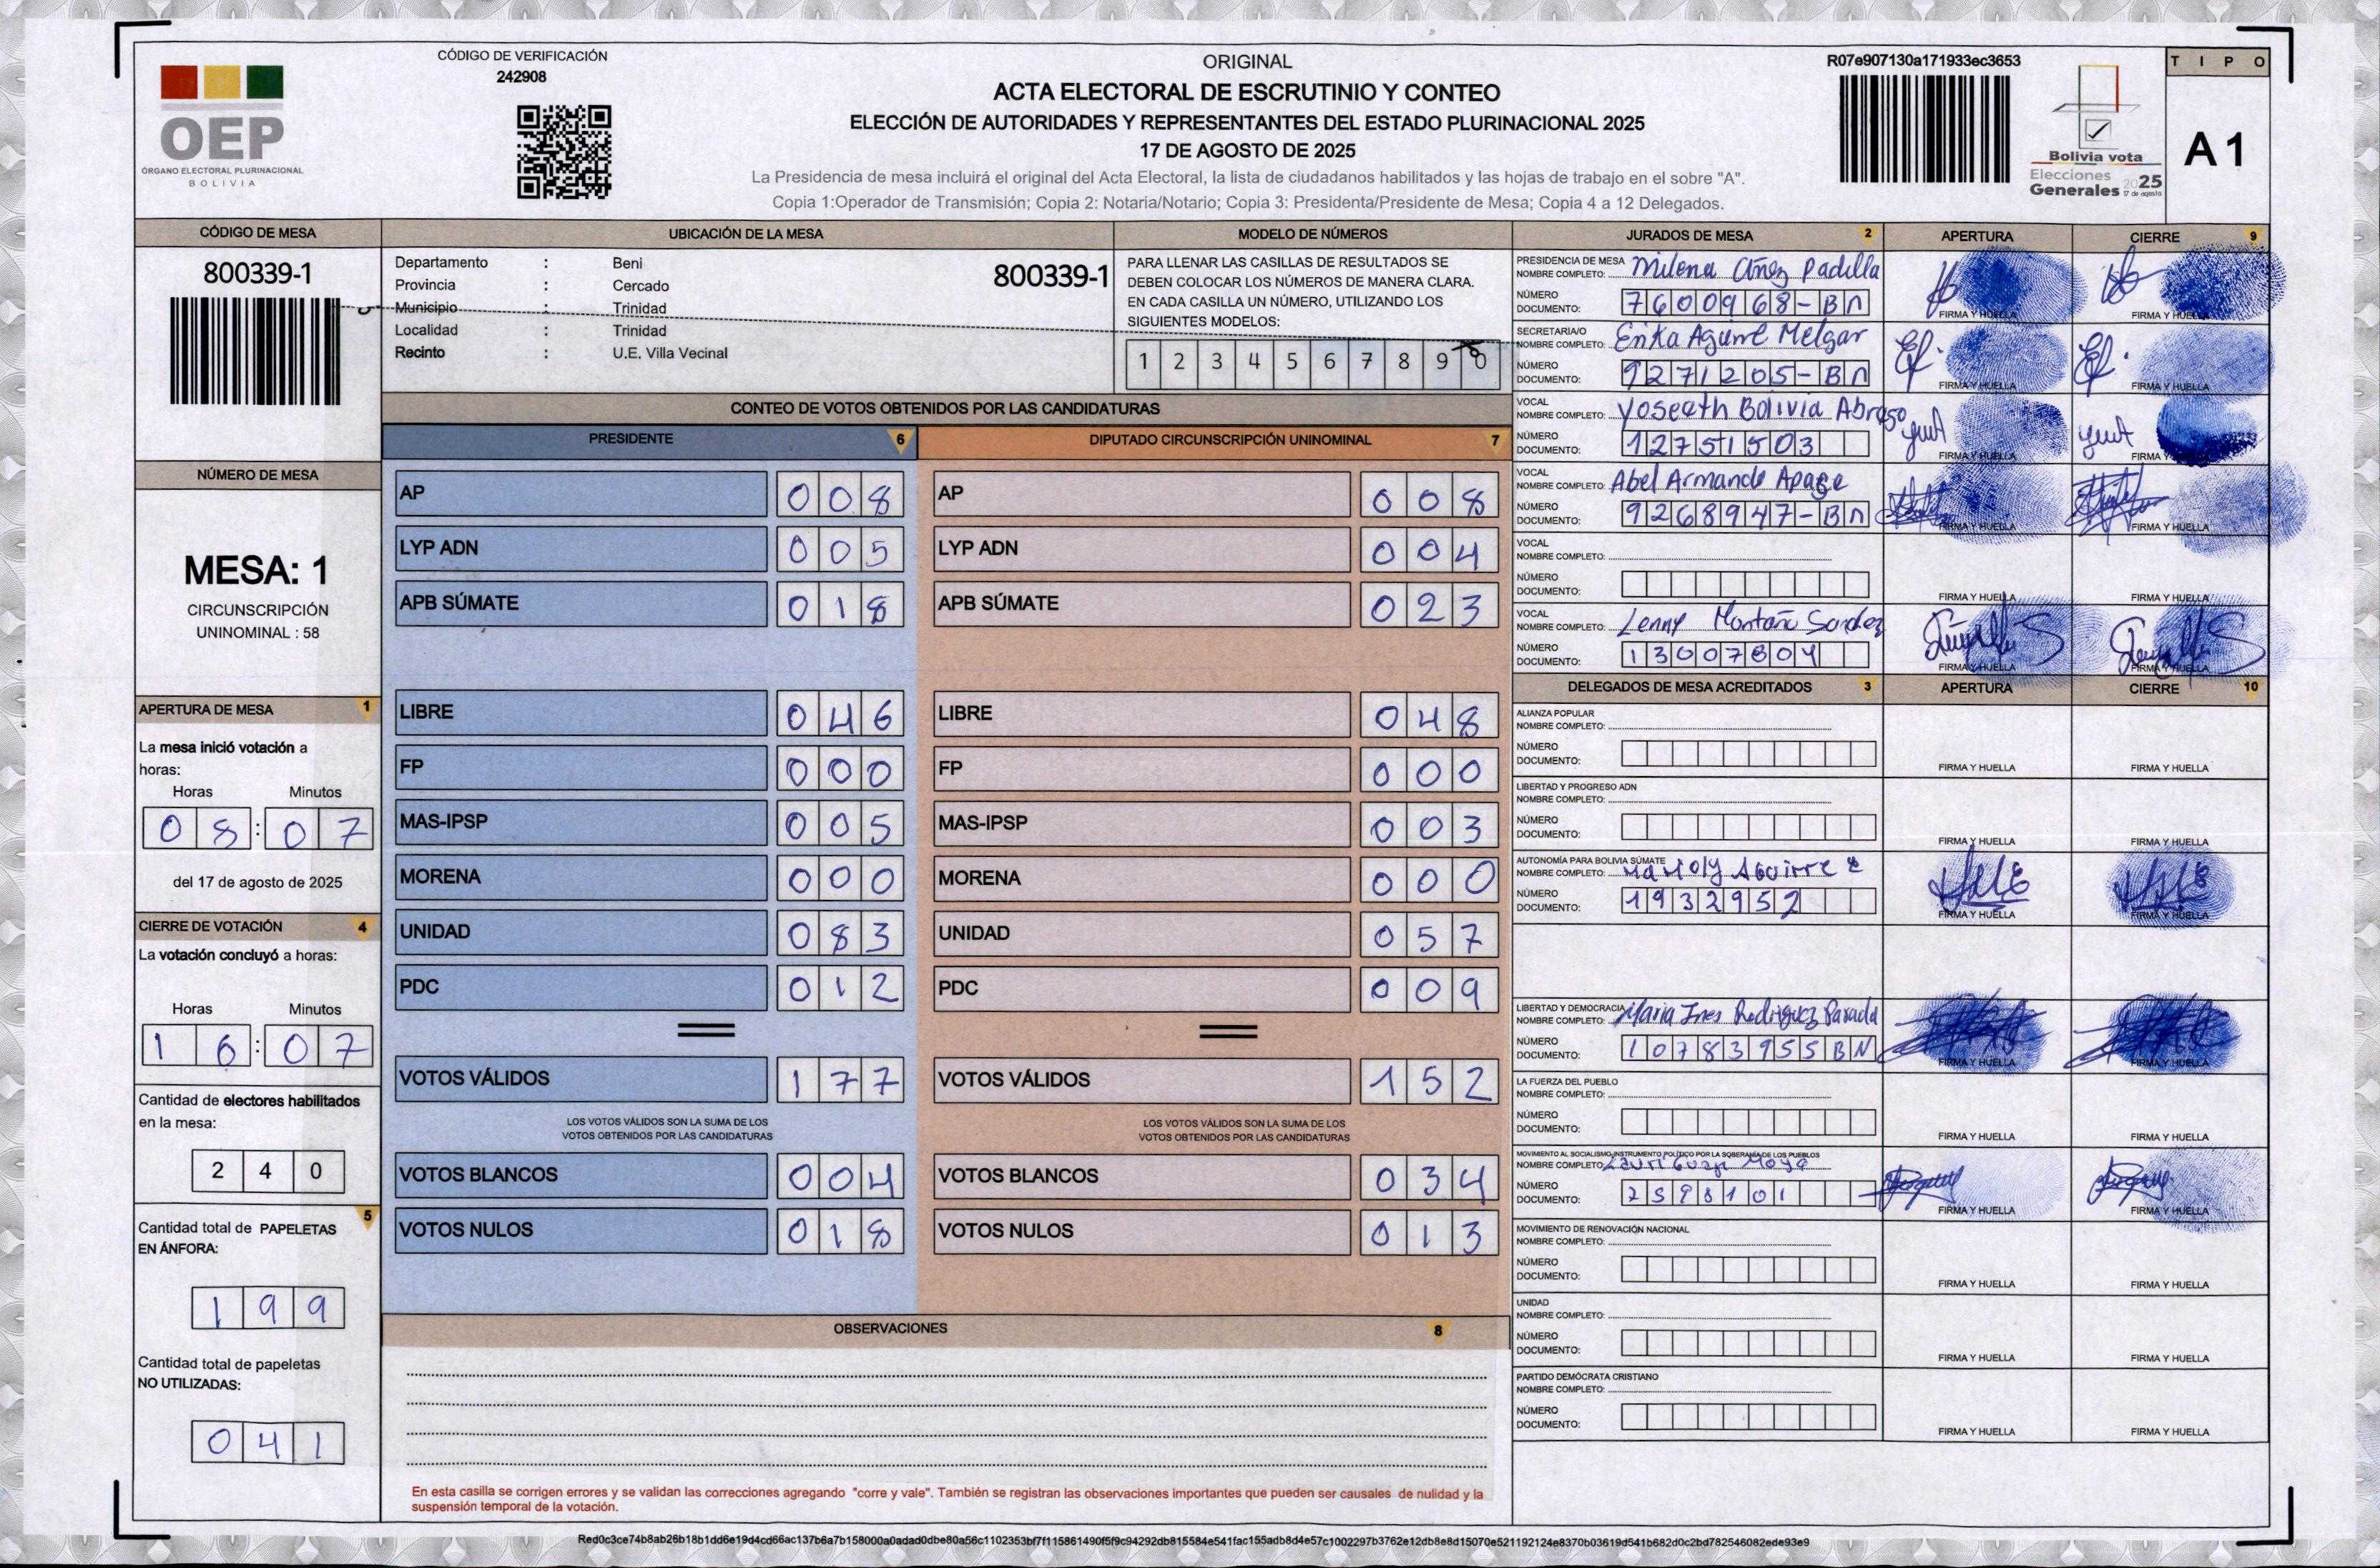 CÓDIGO DE VERIFICACIÓN
242908
OEP
ÓRGANO ELECTORAL PLURINACIONAL
BOLIVIA
ORIGINAL
ACTA ELECTORAL DE ESCRUTINIO Y CONTEO
ELECCIÓN DE AUTORIDADES Y REPRESENTANTES DEL ESTADO PLURINACIONAL 2025
17 DE AGOSTO DE 2025
La Presidencia de mesa incluirá el original del Acta Electoral, la lista de ciudadanos habilitados y las hojas de trabajo en el sobre "A".
Copia 1:Operador de Transmisión; Copia 2: Notaria/Notario; Copia 3: Presidenta/Presidente de Mesa; Copia 4 a 12 Delegados.
R07e907130a171933ec3653
Bolivia vota
Elecciones
Generales 2025
17 de agosto
TIPO
A 1
CÓDIGO DE MESA
800339-1
NÚMERO DE MESA
MESA: 1
CIRCUNSCRIPCIÓN
UNINOMINAL : 58
APERTURA DE MESA 1
La mesa inició votación a
horas:
Horas Minutos
08:07
del 17 de agosto de 2025
CIERRE DE VOTACIÓN 4
La votación concluyó a horas:
Horas Minutos
16:07
Cantidad de electores habilitados
en la mesa:
240
5
Cantidad total de PAPELETAS
EN ÁNFORA:
199
Cantidad total de papeletas
NO UTILIZADAS:
041
UBICACIÓN DE LA MESA
Departamento : Beni
800339-1
Provincia : Cercado
Municipio : Trinidad
Localidad : Trinidad
Recinto : U.E. Villa Vecinal
MODELO DE NÚMEROS
PARA LLENAR LAS CASILLAS DE RESULTADOS SE
DEBEN COLOCAR LOS NÚMEROS DE MANERA CLARA.
EN CADA CASILLA UN NÚMERO, UTILIZANDO LOS
SIGUIENTES MODELOS:
1 2 3 4 5 6 7 8 9 0
CONTEO DE VOTOS OBTENIDOS POR LAS CANDIDATURAS
PRESIDENTE 6 DIPUTADO CIRCUNSCRIPCIÓN UNINOMINAL 7
AP 008 AP 008
LYP ADN 005 LYP ADN 004
APB SÚMATE 018 APB SÚMATE 023
LIBRE 046 LIBRE 048
FP 000 FP 000
MAS-IPSP 005 MAS-IPSP 003
MORENA 000 MORENA 000
UNIDAD 083 UNIDAD 057
PDC 012 PDC 009
VOTOS VÁLIDOS 177 VOTOS VÁLIDOS 152
LOS VOTOS VÁLIDOS SON LA SUMA DE LOS LOS VOTOS VÁLIDOS SON LA SUMA DE LOS
VOTOS OBTENIDOS POR LAS CANDIDATURAS VOTOS OBTENIDOS POR LAS CANDIDATURAS
VOTOS BLANCOS 004 VOTOS BLANCOS 034
VOTOS NULOS 018 VOTOS NULOS 013
OBSERVACIONES 8
En esta casilla se corrigen errores y se validan las correcciones agregando "corre y vale". También se registran las observaciones importantes que pueden ser causales de nulidad y la
suspensión temporal de la votación.
JURADOS DE MESA 2 APERTURA CIERRE 9
PRESIDENCIA DE MESA
NOMBRE COMPLETO: Milena Añez Padilla
NÚMERO
DOCUMENTO: 7600968-BN
FIRMA Y HUELLA FIRMA Y HUELLA
SECRETARIA/O
NOMBRE COMPLETO: Erika Aguirre Melgar
NÚMERO
DOCUMENTO: 9271205-BN
FIRMA Y HUELLA FIRMA Y HUELLA
VOCAL
NOMBRE COMPLETO: Yoseath Bolivia Abraso
NÚMERO
DOCUMENTO: 12751503
FIRMA Y HUELLA FIRMA Y
VOCAL
NOMBRE COMPLETO: Abel Armando
NÚMERO
DOCUMENTO: 9268947-BN
FIRMA Y HUELLA FIRMA Y HUELLA
VOCAL
NOMBRE COMPLETO:
NÚMERO
DOCUMENTO:
FIRMA Y HUELLA FIRMA Y HUELLA
VOCAL
NOMBRE COMPLETO: Lenny Montaño
NÚMERO
DOCUMENTO: 13007804
FIRMA Y HUELLA FIRMA Y HUELLA
DELEGADOS DE MESA ACREDITADOS 3 APERTURA CIERRE 10
ALIANZA POPULAR
NOMBRE COMPLETO:
NÚMERO
DOCUMENTO:
FIRMA Y HUELLA FIRMA Y HUELLA
LIBERTAD Y PROGRESO ADN
NOMBRE COMPLETO:
NÚMERO
DOCUMENTO:
FIRMA Y HUELLA FIRMA Y HUELLA
AUTONOMÍA PARA BOLIVIA SÚMATE
NOMBRE COMPLETO: Aguirre
NÚMERO
DOCUMENTO: 1932952
FIRMA Y HUELLA FIRMA Y HUELLA
LIBERTAD Y DEMOCRACIA
NOMBRE COMPLETO: Maria Ines Rodriguez Parada
NÚMERO
DOCUMENTO: 10783955BN
FIRMA Y HUELLA FIRMA Y HUELLA
LA FUERZA DEL PUEBLO
NOMBRE COMPLETO:
NÚMERO
DOCUMENTO:
FIRMA Y HUELLA FIRMA Y HUELLA
MOVIMIENTO AL SOCIALISMO INSTRUMENTO POLÍTICO POR LA SOBERANÍA DE LOS PUEBLOS
NOMBRE COMPLETO: Moya
NÚMERO
DOCUMENTO: 2598101
FIRMA Y HUELLA FIRMA Y HUELLA
MOVIMIENTO DE RENOVACIÓN NACIONAL
NOMBRE COMPLETO:
NÚMERO
DOCUMENTO:
FIRMA Y HUELLA FIRMA Y HUELLA
UNIDAD
NOMBRE COMPLETO:
NÚMERO
DOCUMENTO:
FIRMA Y HUELLA FIRMA Y HUELLA
PARTIDO DEMÓCRATA CRISTIANO
NOMBRE COMPLETO:
NÚMERO
DOCUMENTO:
FIRMA Y HUELLA FIRMA Y HUELLA